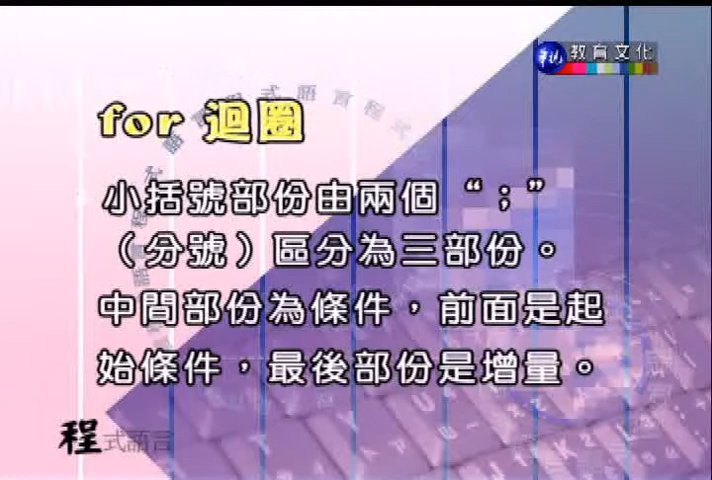 華視 教育文化
for 迴圈
小括號部份由兩個“；”
（分號）區分為三部份。
中間部份為條件，前面是起
始條件，最後部份是增量。
程式語言